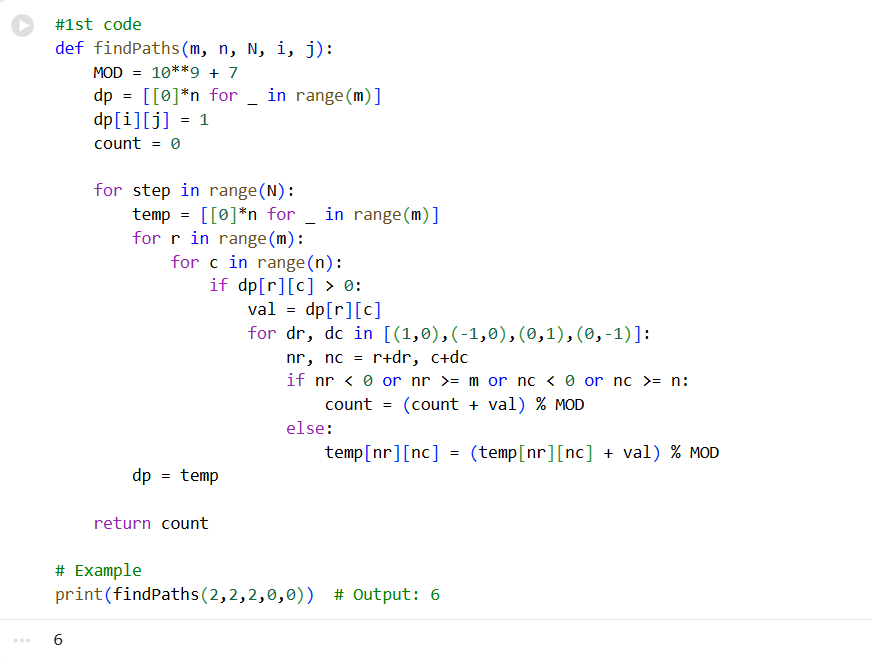 #1st code
def findPaths(m, n, N, i, j):
    MOD = 10**9 + 7
    dp = [[0]*n for _ in range(m)]
    dp[i][j] = 1
    count = 0

    for step in range(N):
        temp = [[0]*n for _ in range(m)]
        for r in range(m):
            for c in range(n):
                if dp[r][c] > 0:
                    val = dp[r][c]
                    for dr, dc in [(1,0),(-1,0),(0,1),(0,-1)]:
                        nr, nc = r+dr, c+dc
                        if nr < 0 or nr >= m or nc < 0 or nc >= n:
                            count = (count + val) % MOD
                        else:
                            temp[nr][nc] = (temp[nr][nc] + val) % MOD
        dp = temp

    return count

# Example
print(findPaths(2,2,2,0,0))  # Output: 6
6